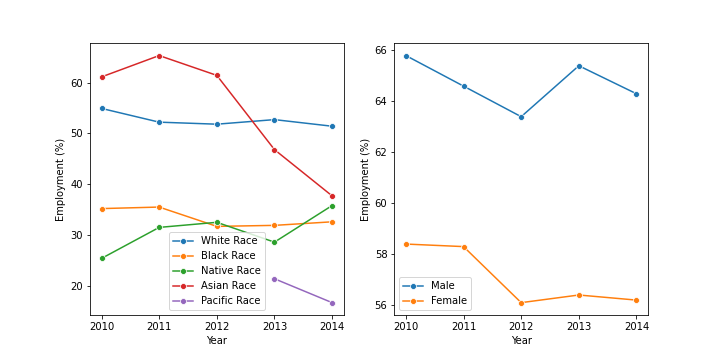 60
50
40
30
20
Employment (%)
2010 2011 2012 2013 2014
Year
White Race
Black Race
Native Race
Asian Race
Pacific Race
66
64
62
60
58
56
Employment (%)
2010 2011 2012 2013 2014
Year
Male
Female